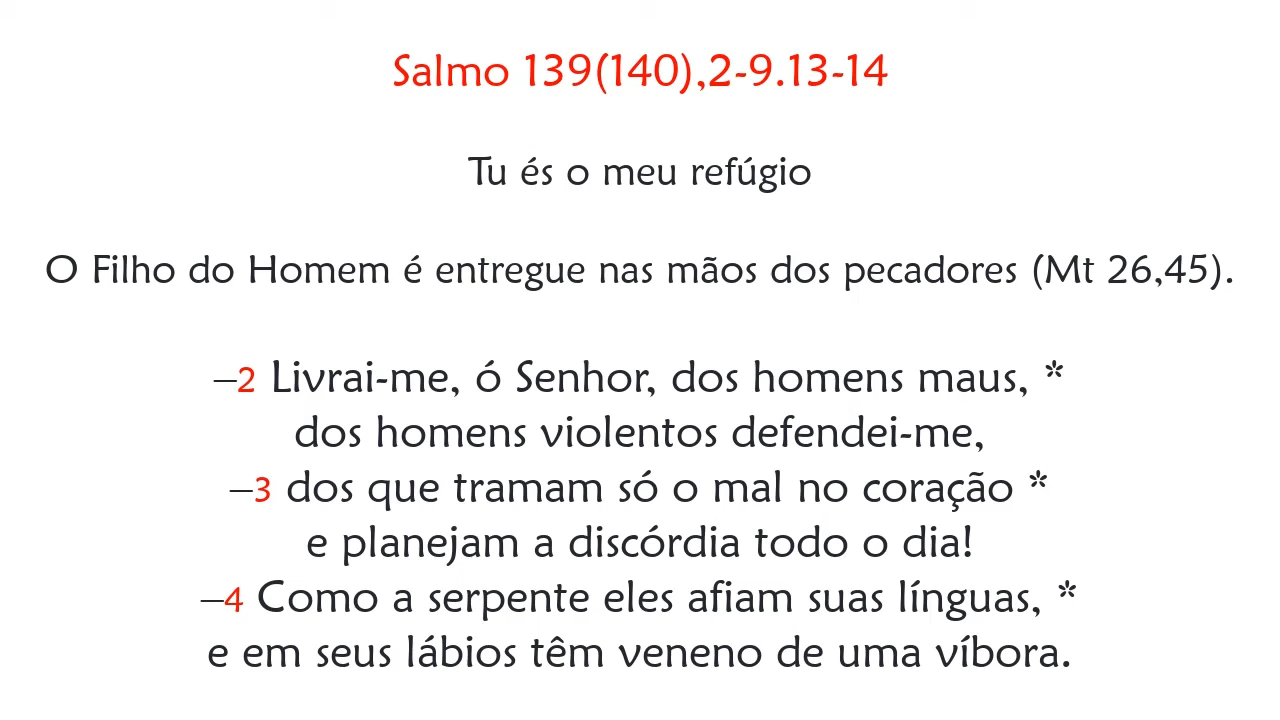 Salmo 139(140),2-9.13-14
Tu és o meu refúgio
O Filho do Homem é entregue nas mãos dos pecadores (Mt 26,45).
–2 Livrai-me, ó Senhor, dos homens maus, *
dos homens violentos defendei-me,
–3 dos que tramam só o mal no coração *
e planejam a discórdia todo o dia!
–4 Como a serpente eles afiam suas línguas, *
e em seus lábios têm veneno de uma víbora.